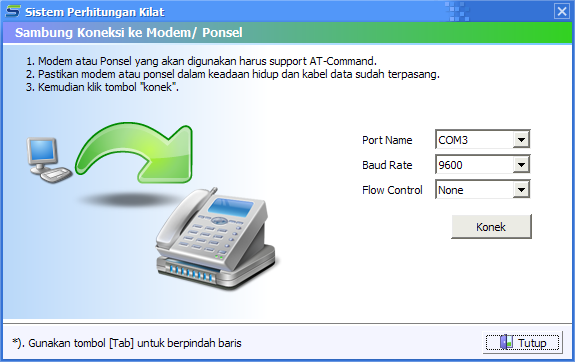 Sistem Perhitungan Kilat
Sambung Koneksi ke Modem/ Ponsel
1. Modem atau Ponsel yang akan digunakan harus support AT-Command.
2. Pastikan modem atau ponsel dalam keadaan hidup dan kabel data sudah terpasang.
3. Kemudian klik tombol "konek".
Port Name COM3
Baud Rate 9600
Flow Control None
Konek
*). Gunakan tombol [Tab] untuk berpindah baris
Tutup